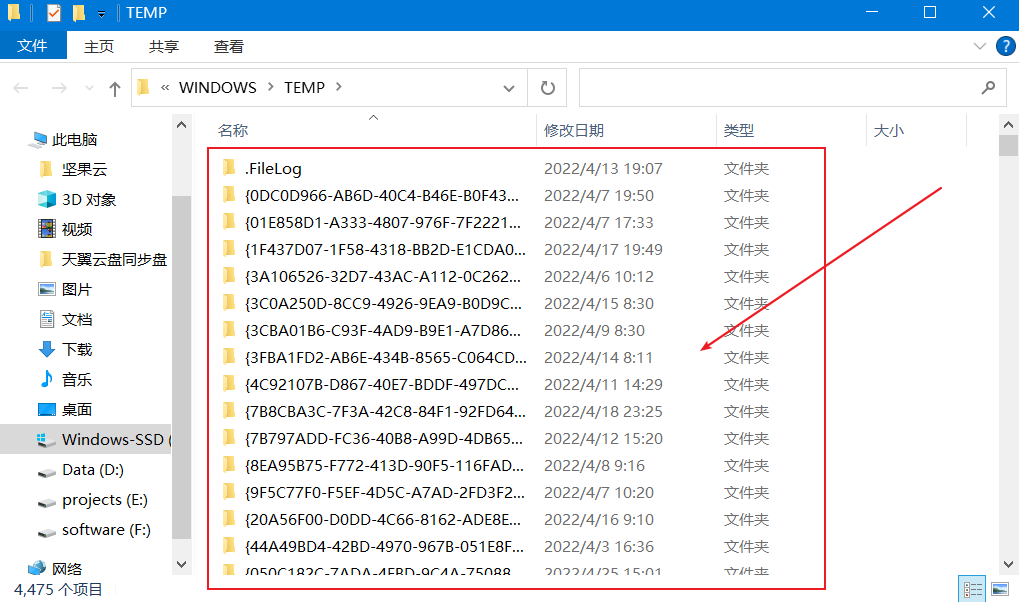 TEMP
文件 主页 共享 查看 ?
« WINDOWS > TEMP >
名称 修改日期 类型 大小
此电脑
坚果云
3D 对象
视频
天翼云盘同步盘
图片
文档
下载
音乐
桌面
Windows-SSD (
Data (D:)
projects (E:)
software (F:)
网络
.FileLog 2022/4/13 19:07 文件夹
{0DC0D966-AB6D-40C4-B46E-B0F43... 2022/4/7 19:50 文件夹
{01E858D1-A333-4807-976F-7F2221... 2022/4/7 17:33 文件夹
{1F437D07-1F58-4318-BB2D-E1CDA0... 2022/4/17 19:49 文件夹
{3A106526-32D7-43AC-A112-0C262... 2022/4/6 10:12 文件夹
{3C0A250D-8CC9-4926-9EA9-B0D9C... 2022/4/15 8:30 文件夹
{3CBA01B6-C93F-4AD9-B9E1-A7D86... 2022/4/9 8:30 文件夹
{3FBA1FD2-AB6E-434B-8565-C064CD... 2022/4/14 8:11 文件夹
{4C92107B-D867-40E7-BDDF-497DC... 2022/4/11 14:29 文件夹
{7B8CBA3C-7F3A-42C8-84F1-92FD64... 2022/4/18 23:25 文件夹
{7B797ADD-FC36-40B8-A99D-4DB65... 2022/4/12 15:20 文件夹
{8EA95B75-F772-413D-90F5-116FAD... 2022/4/8 9:16 文件夹
{9F5C77F0-F5EF-4D5C-A7AD-2FD3F2... 2022/4/7 10:20 文件夹
{20A56F00-D0DD-4C66-8162-ADE8E... 2022/4/16 9:10 文件夹
{44A49BD4-42BD-4970-967B-051E8F... 2022/4/3 16:36 文件夹
{050C182C-7ADA-4FBD-9C4A-75088... 2022/4/25 15:01 文件夹
4,475 个项目